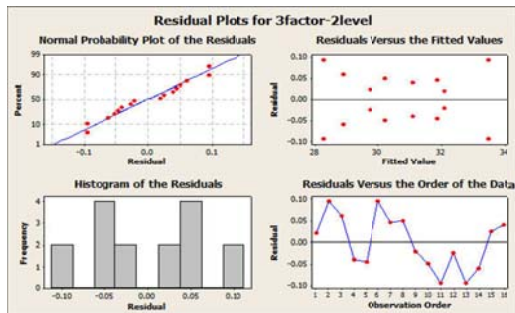 Residual Plots for 3factor-2level
Normal Probability Plot of the Residuals
99
90
50
10
1
Percent
-0.1
0.0
0.1
Residual
Residuals Versus the Fitted Values
0.10
0.05
0.00
-0.05
-0.10
Residual
28
30
32
34
Fitted Value
Histogram of the Residuals
4
3
2
1
0
Frequency
-0.10
-0.05
0.00
0.05
0.10
Residual
Residuals Versus the Order of the Data
0.10
0.05
0.00
-0.05
-0.10
Residual
1 2 3 4 5 6 7 8 9 10 11 12 13 14 15 16
Observation Order